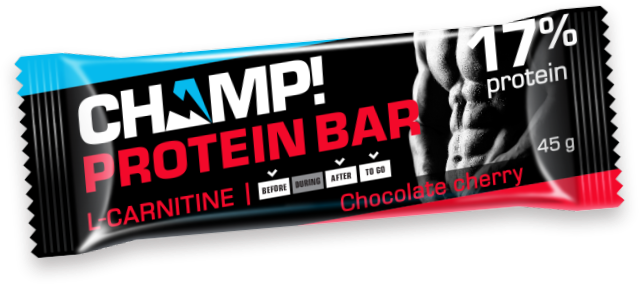 CHAMP!
PROTEIN BAR
L-CARNITINE |
BEFORE DURING AFTER TO GO
Chocolate cherry
17%
protein
45 g